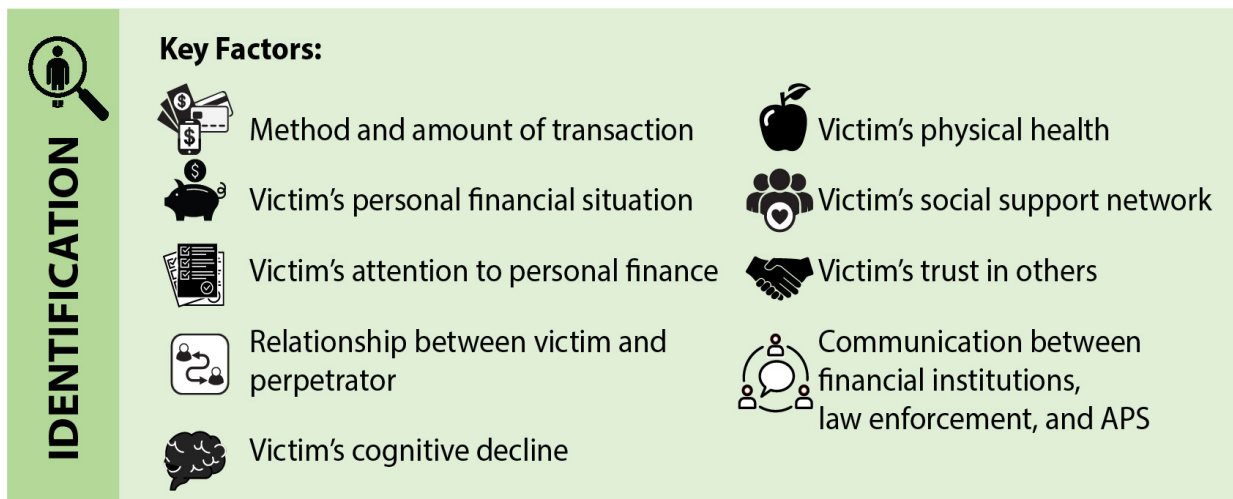 IDENTIFICATION
Key Factors:
Method and amount of transaction
Victim’s personal financial situation
Victim’s attention to personal finance
Relationship between victim and
perpetrator
Victim’s cognitive decline
Victim’s physical health
Victim’s social support network
Victim’s trust in others
Communication between
financial institutions,
law enforcement, and APS